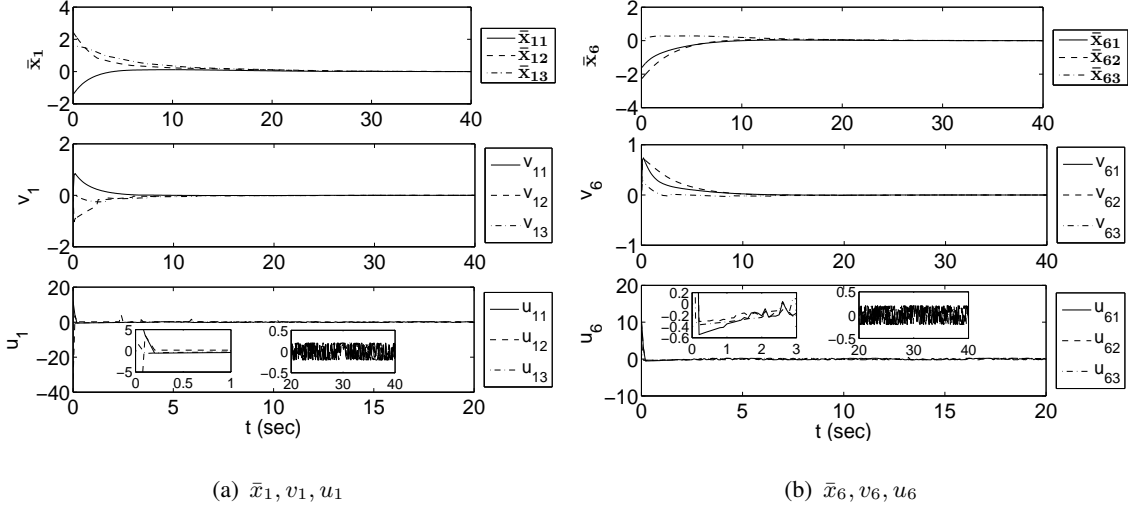 4
2
0
−2
0 10 20 30 40
x̄₁
x̄₁₁
x̄₁₂
x̄₁₃
2
0
−2
0 10 20 30 40
v₁
v₁₁
v₁₂
v₁₃
20
0
−20
−40
0 5 10 15 20
u₁
t (sec)
u₁₁
u₁₂
u₁₃
5
0
−5
0 0.5 1
0.5
0
−0.5
20 30 40
(a) x̄₁, v₁, u₁
2
0
−2
−4
0 10 20 30 40
x̄₆
x̄₆₁
x̄₆₂
x̄₆₃
1
0
−1
0 10 20 30 40
v₆
v₆₁
v₆₂
v₆₃
20
10
0
−10
0 5 10 15 20
u₆
t (sec)
u₆₁
u₆₂
u₆₃
0.2
0
−0.2
−0.4
−0.6
0 1 2 3
0.5
0
−0.5
20 30 40
(b) x̄₆, v₆, u₆